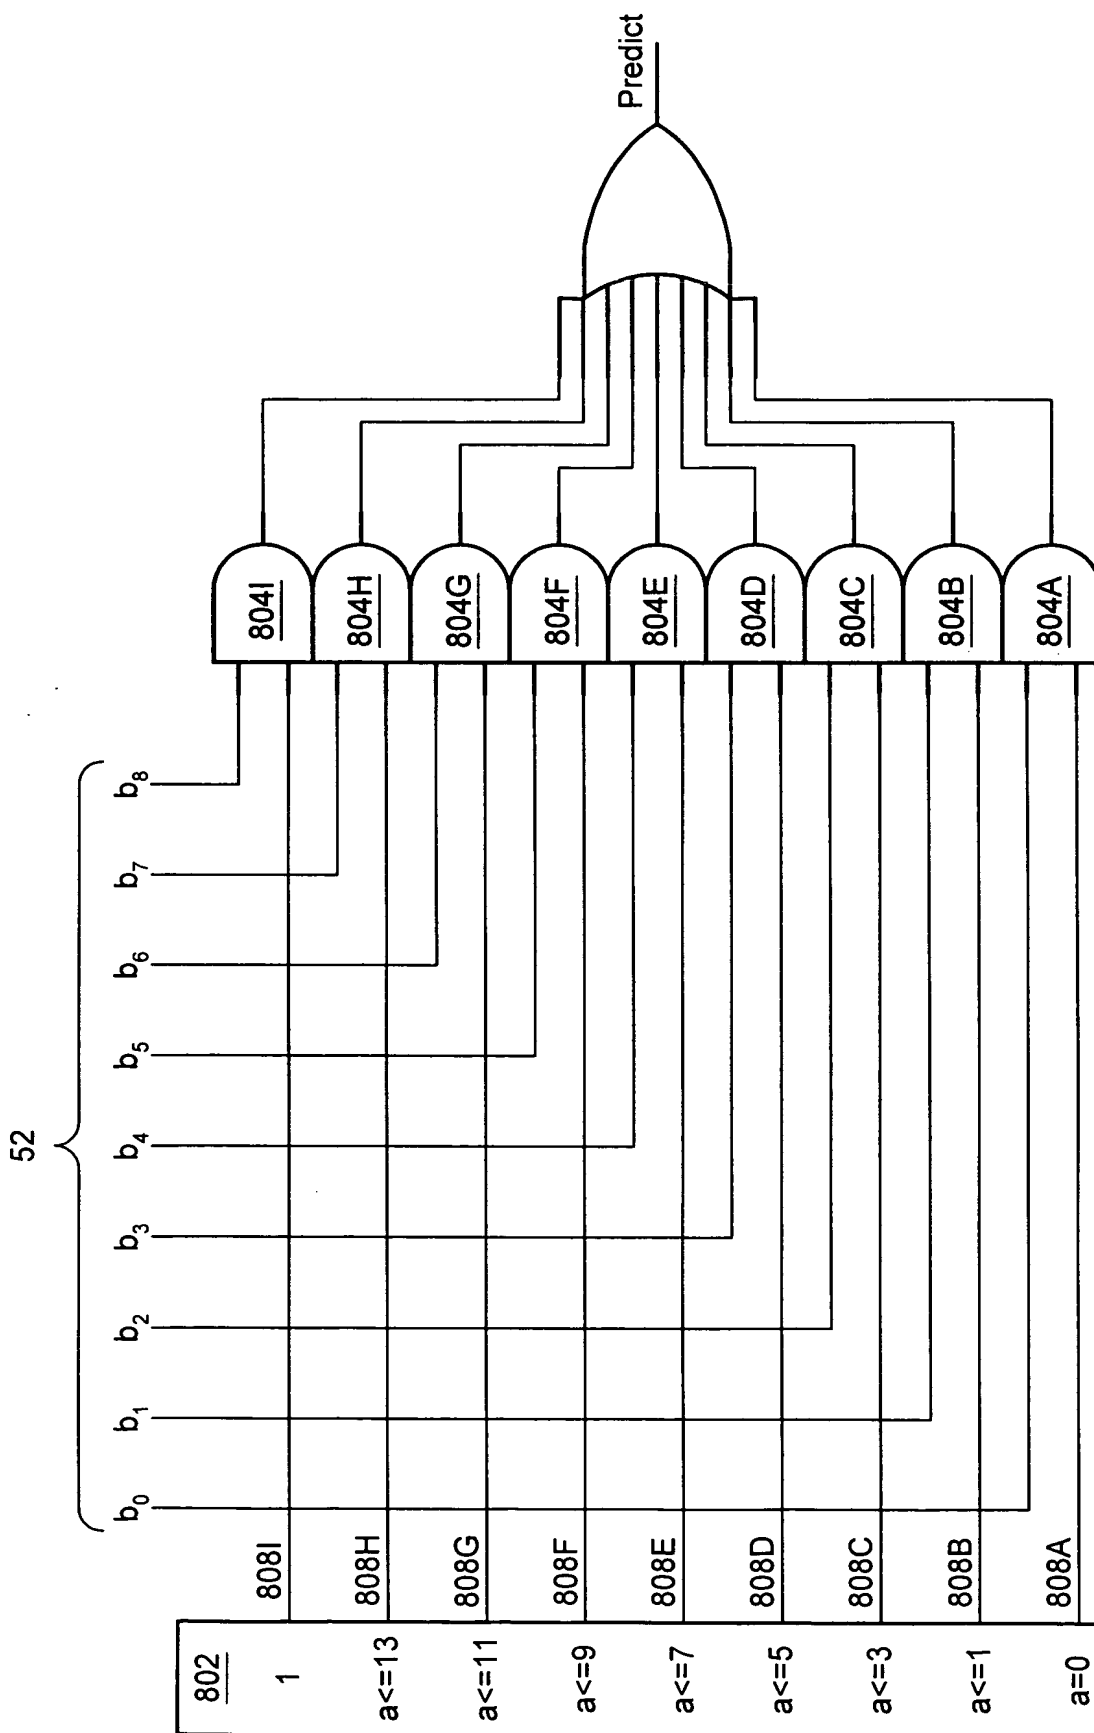 52
b0 b1 b2 b3 b4 b5 b6 b7 b8
802
1 808I 804I
a<=13 808H 804H
a<=11 808G 804G
a<=9 808F 804F
a<=7 808E 804E
a<=5 808D 804D
a<=3 808C 804C
a<=1 808B 804B
a=0 808A 804A
Predict